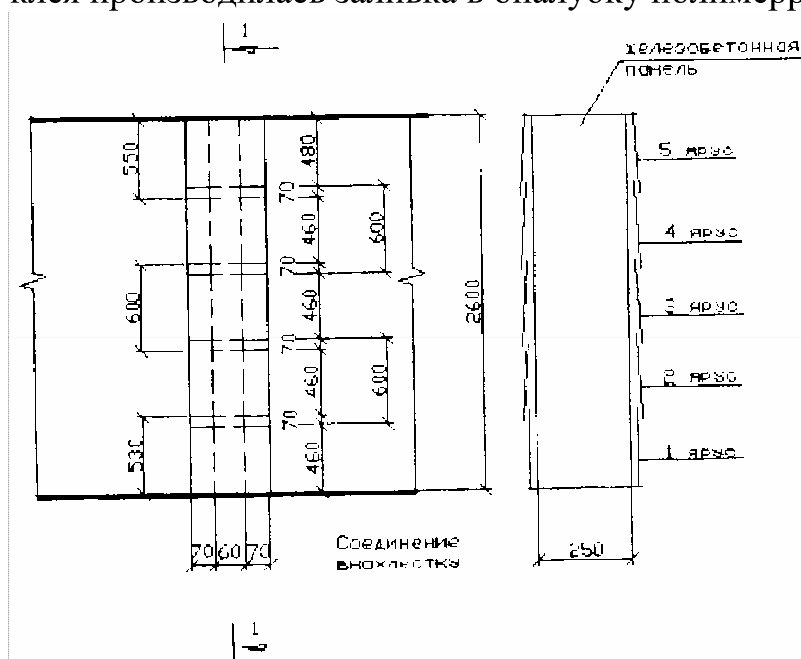 клея производилась заливка в опалубку полимерр
1
железобетонная
панель
550
480
5 ярус
70
460
600
4 ярус
70
600
460
2600
3 ярус
70
460
600
2 ярус
70
530
460
1 ярус
70 60 70
250
Соединение
внахлестку
1